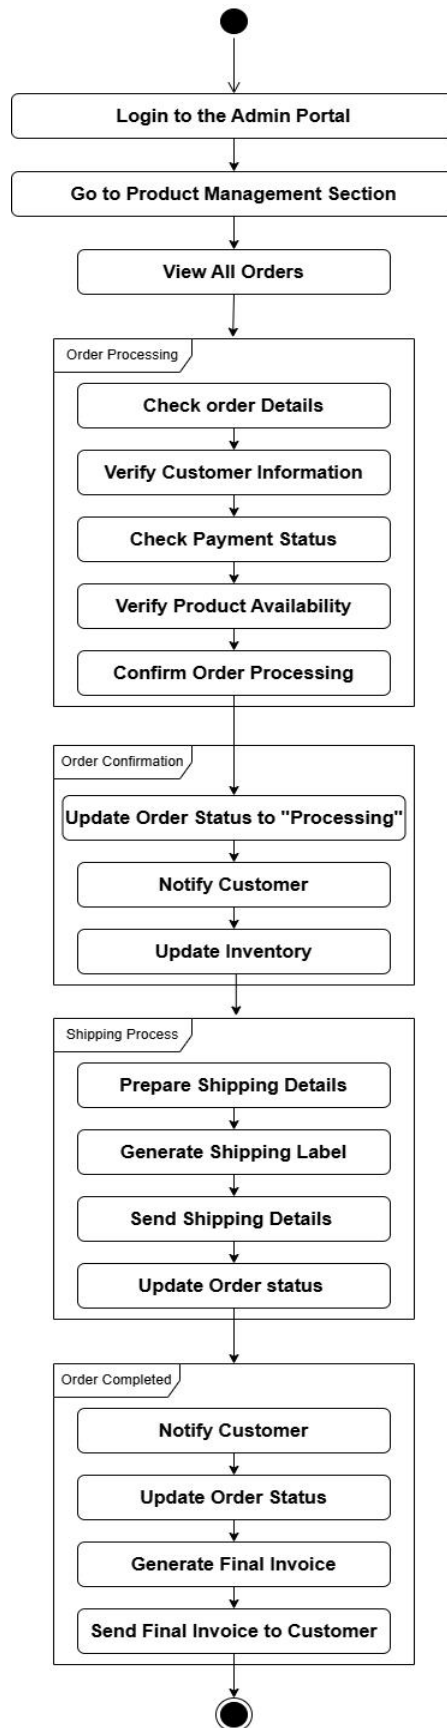 Login to the Admin Portal
Go to Product Management Section
View All Orders
Order Processing
Check order Details
Verify Customer Information
Check Payment Status
Verify Product Availability
Confirm Order Processing
Order Confirmation
Update Order Status to "Processing"
Notify Customer
Update Inventory
Shipping Process
Prepare Shipping Details
Generate Shipping Label
Send Shipping Details
Update Order status
Order Completed
Notify Customer
Update Order Status
Generate Final Invoice
Send Final Invoice to Customer